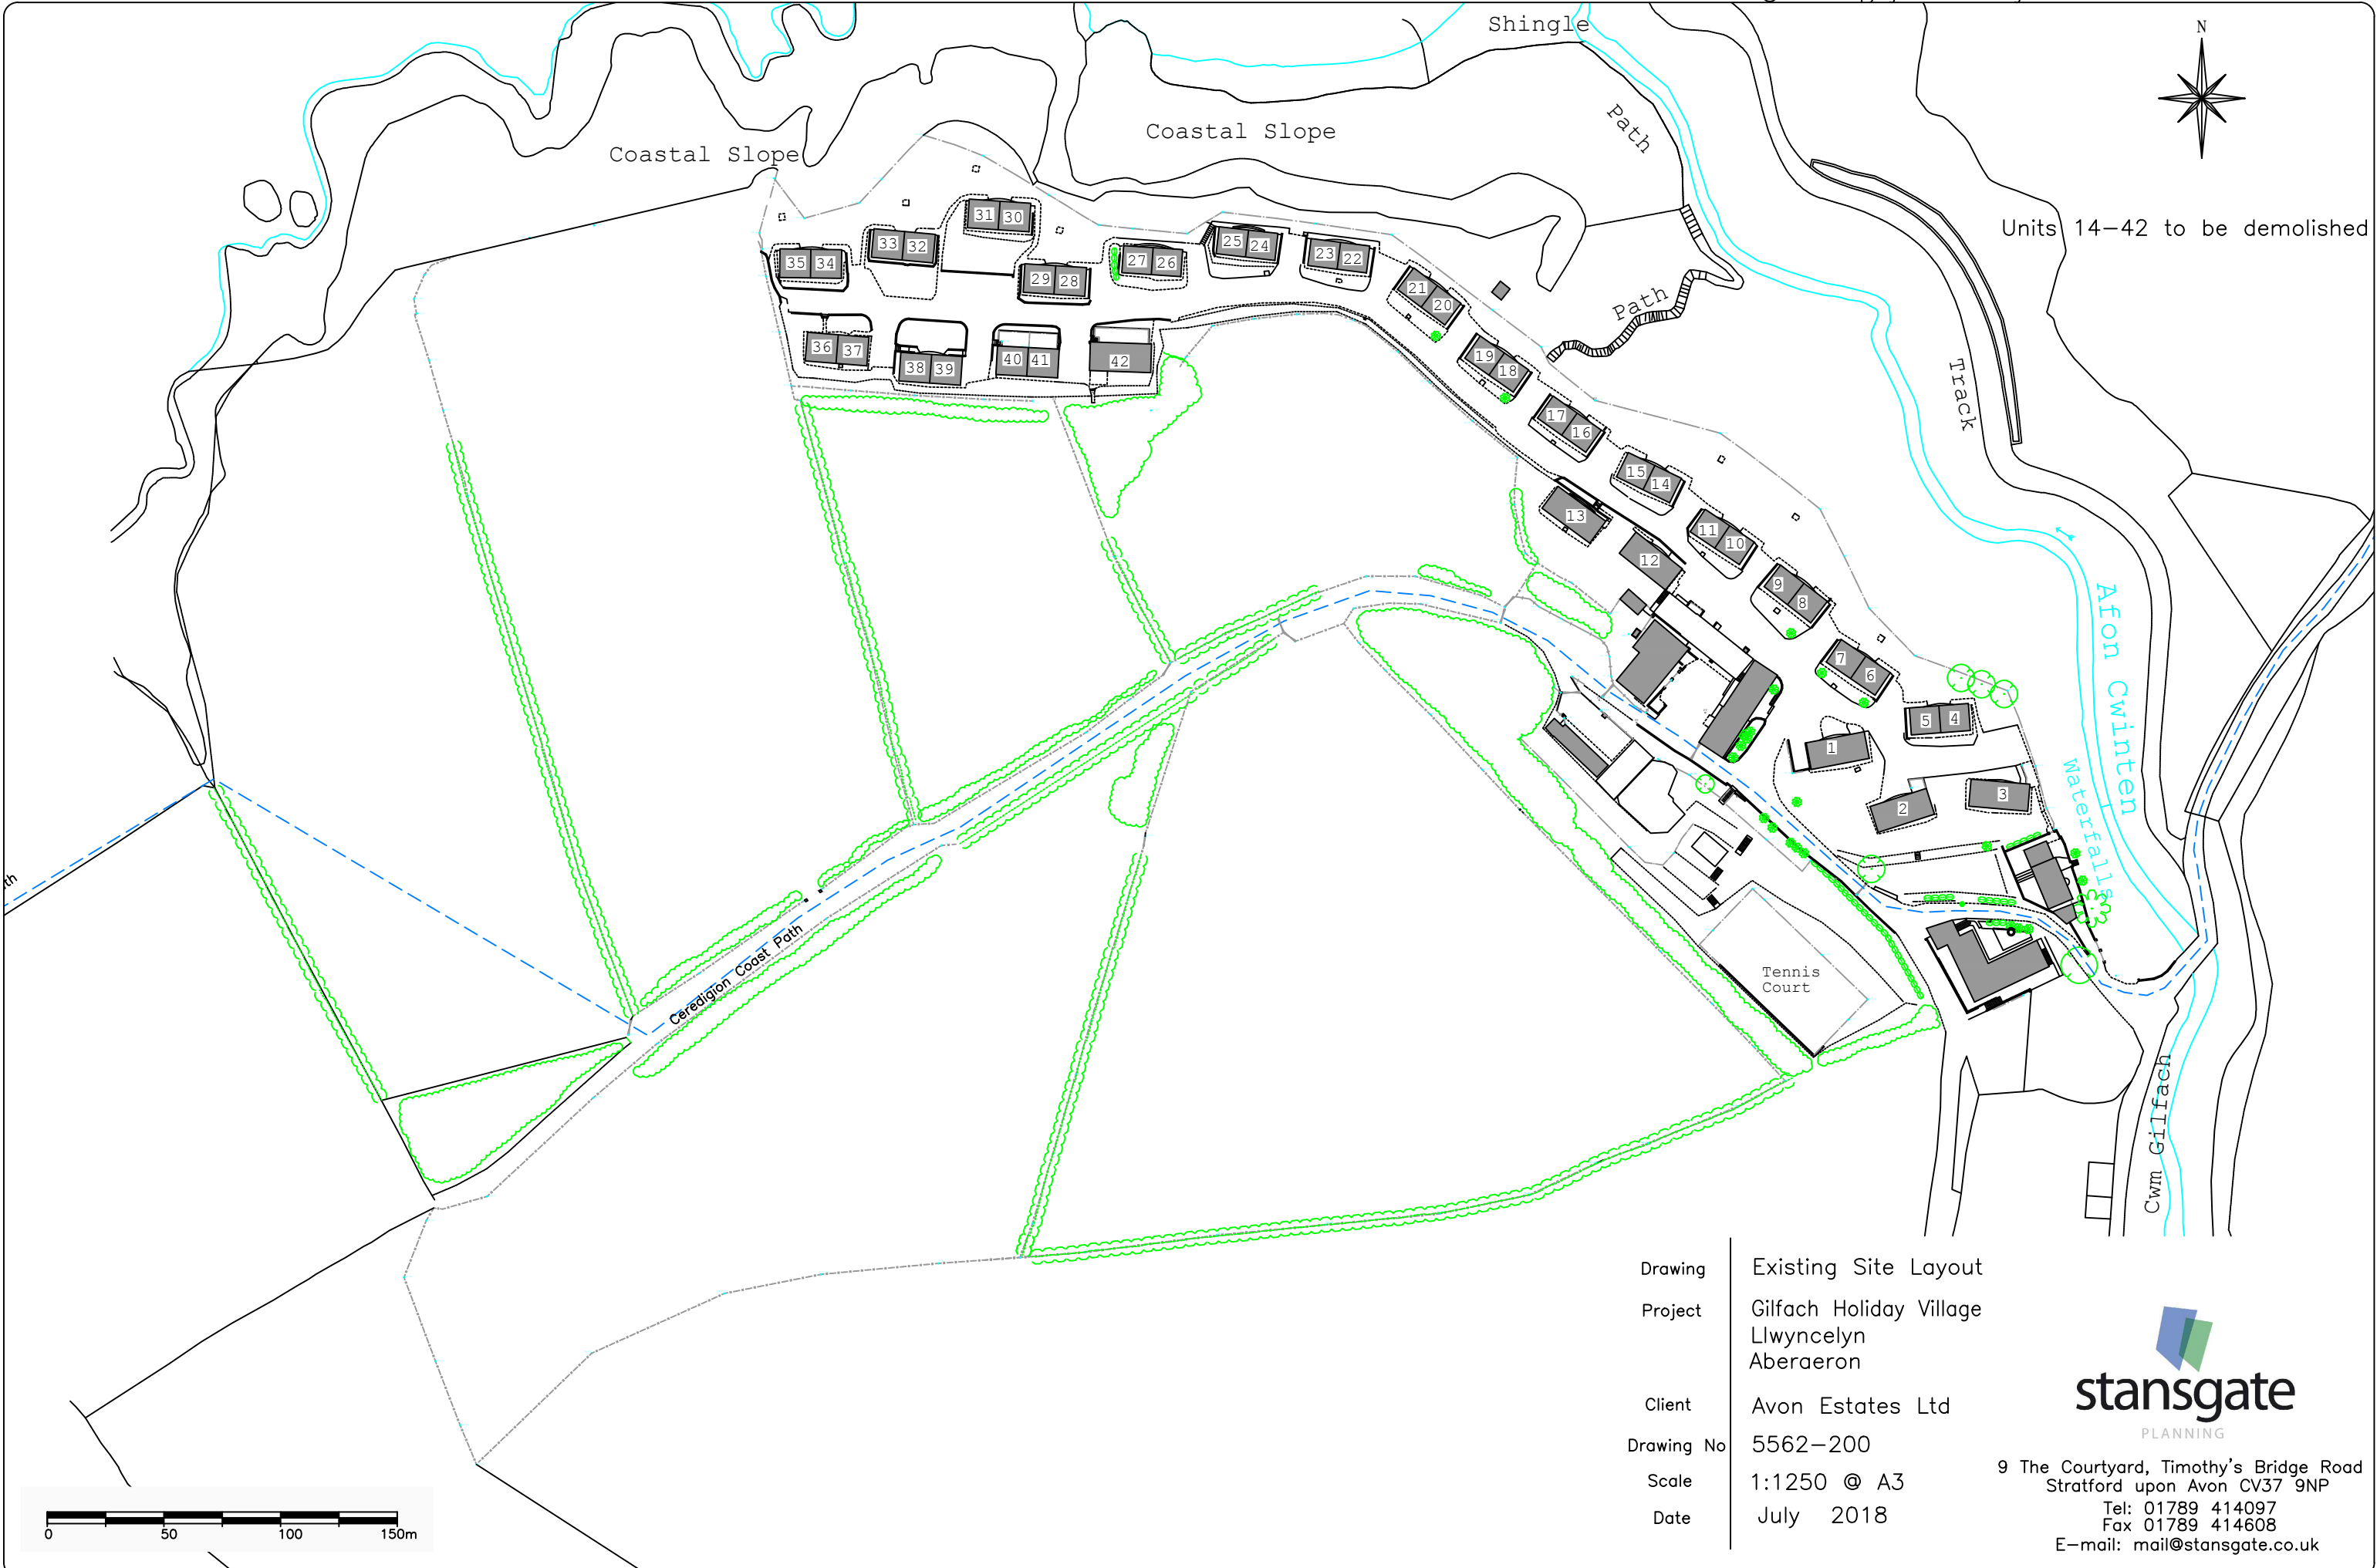 Shingle
N
Coastal Slope
Coastal Slope
Path
Units 14-42 to be demolished
31 30
33 32
35 34
29 28
27 26
25 24
23 22
21 20
Path
36 37
38 39
40 41
42
19 18
17 16
15 14
13
12
11 10
9 8
7 6
5 4
1
2
3
Track
Afon Cwinten
Waterfalls
Tennis
Court
Ceredigion Coast Path
th
Cwm Gilfach
Drawing Existing Site Layout
Project Gilfach Holiday Village
Llwyncelyn
Aberaeron
Client Avon Estates Ltd
Drawing No 5562-200
Scale 1:1250 @ A3
Date July 2018
stansgate
PLANNING
9 The Courtyard, Timothy's Bridge Road
Stratford upon Avon CV37 9NP
Tel: 01789 414097
Fax 01789 414608
E-mail: mail@stansgate.co.uk
0 50 100 150m